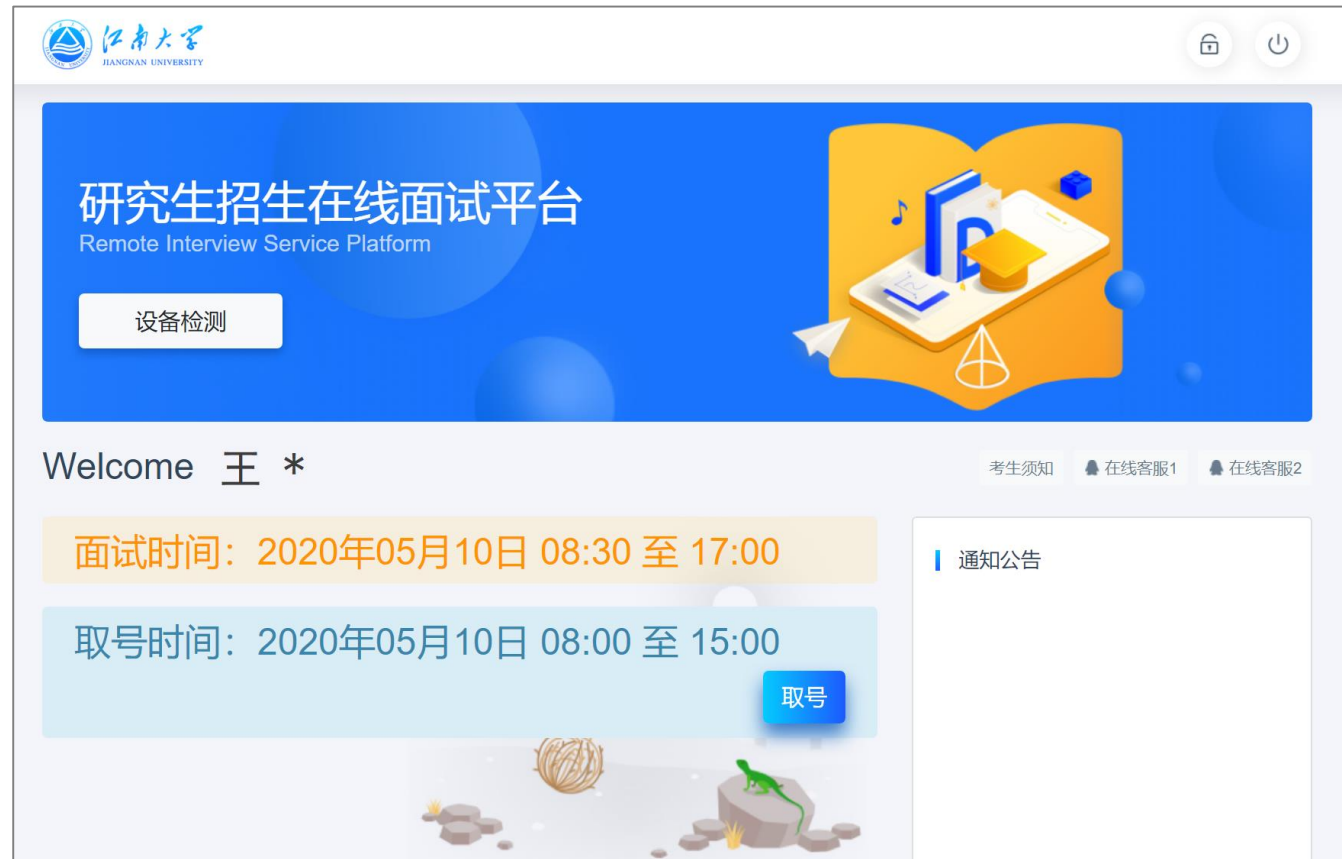 江南大学
JIANGNAN UNIVERSITY
研究生招生在线面试平台
Remote Interview Service Platform
设备检测
Welcome 王 *
考生须知 在线客服1 在线客服2
面试时间：2020年05月10日 08:30 至 17:00
通知公告
取号时间：2020年05月10日 08:00 至 15:00
取号